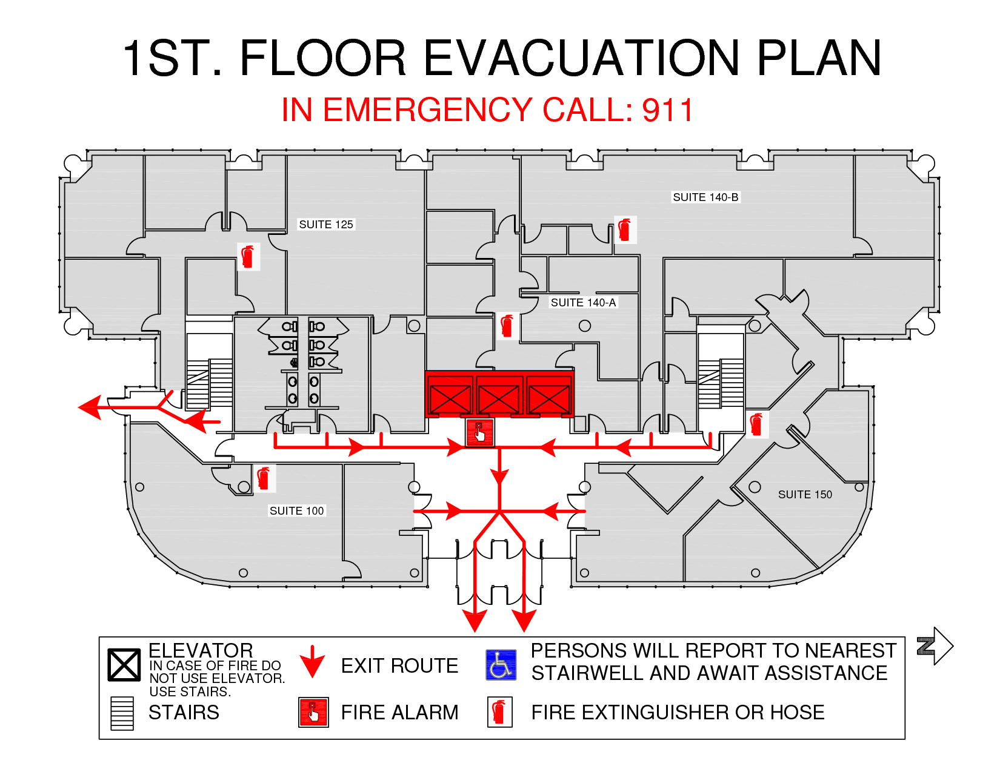 1ST. FLOOR EVACUATION PLAN
IN EMERGENCY CALL: 911
SUITE 140-B
SUITE 125
SUITE 140-A
SUITE 150
SUITE 100
ELEVATOR
IN CASE OF FIRE DO
NOT USE ELEVATOR.
USE STAIRS.
STAIRS
EXIT ROUTE
FIRE ALARM
PERSONS WILL REPORT TO NEAREST
STAIRWELL AND AWAIT ASSISTANCE
FIRE EXTINGUISHER OR HOSE
N